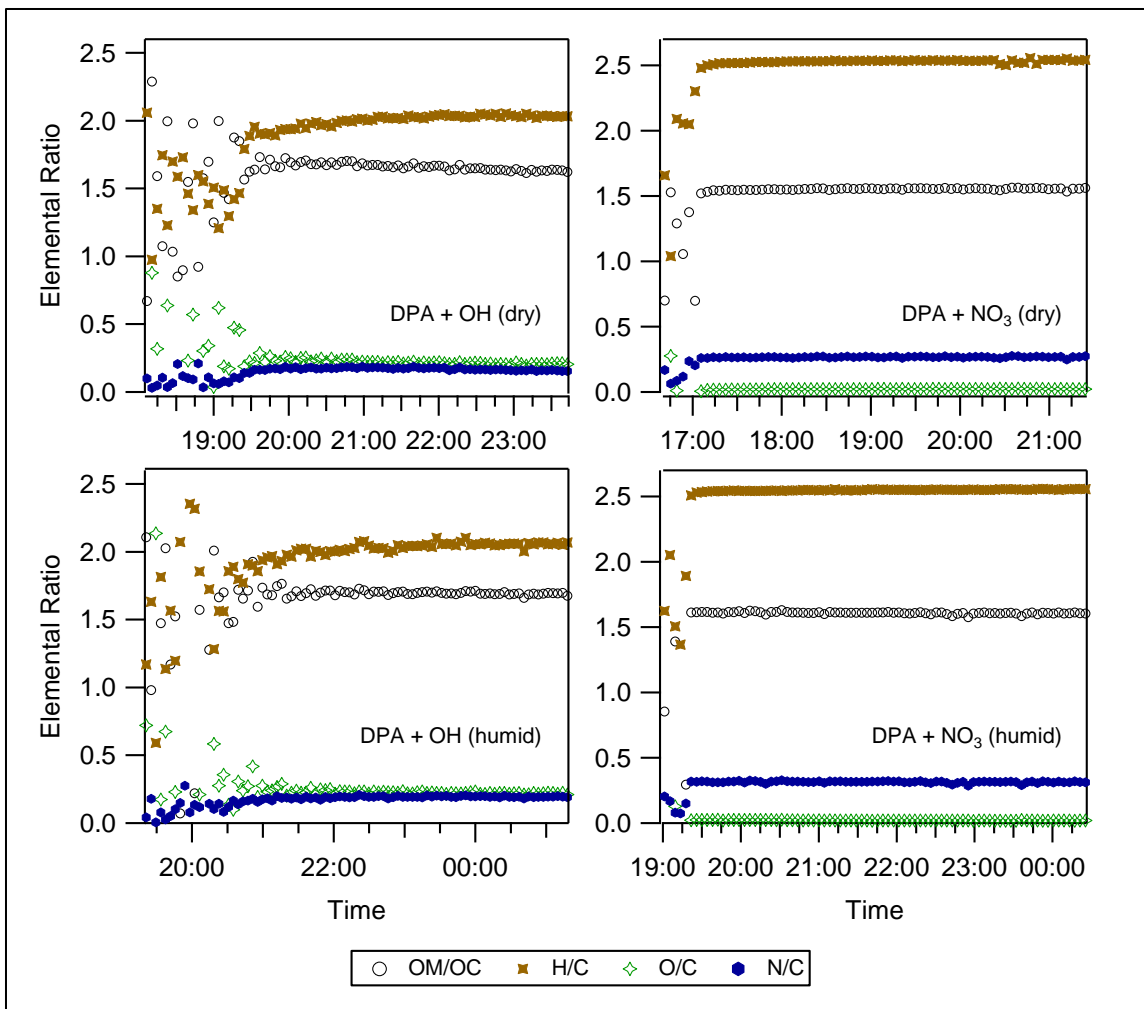 2.5
2.0
1.5
1.0
0.5
0.0
Elemental Ratio
DPA + OH (dry)
19:00 20:00 21:00 22:00 23:00
2.5
2.0
1.5
1.0
0.5
0.0
DPA + NO3 (dry)
17:00 18:00 19:00 20:00 21:00
2.5
2.0
1.5
1.0
0.5
0.0
Elemental Ratio
DPA + OH (humid)
20:00 22:00 00:00
Time
2.5
2.0
1.5
1.0
0.5
0.0
DPA + NO3 (humid)
19:00 20:00 21:00 22:00 23:00 00:00
Time
OM/OC H/C O/C N/C